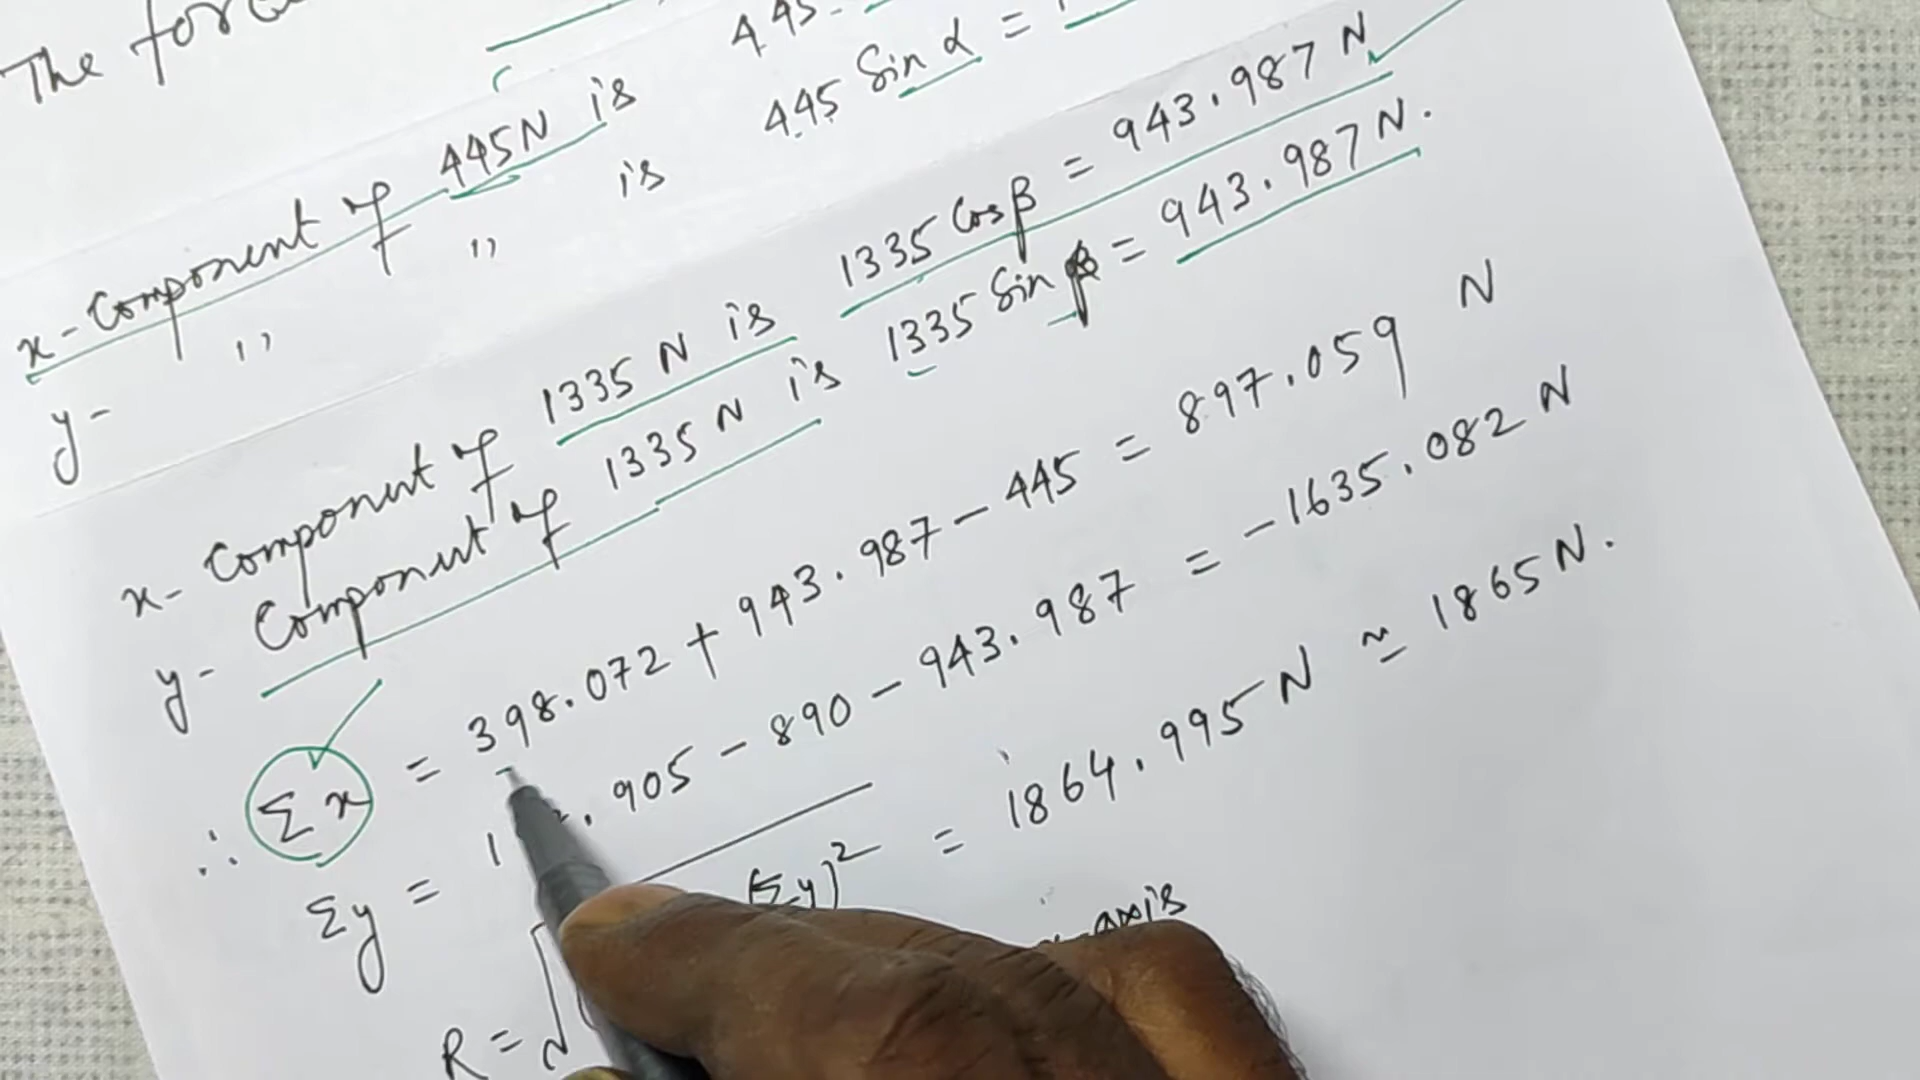 The
x- Component of 445N is
445 Sin α =
y- " " is
x- Component of 1335 N is 1335 Cos β = 943.987 N
y- Component of 1335 N is 1335 Sin β = 943.987 N.
∴ Σx = 398.072 + 943.987 - 445 = 897.059 N
Σy = .905 - 890 - 943.987 = -1635.082 N
R = √ (Σy)² = 1864.995 N ≃ 1865 N.
axis